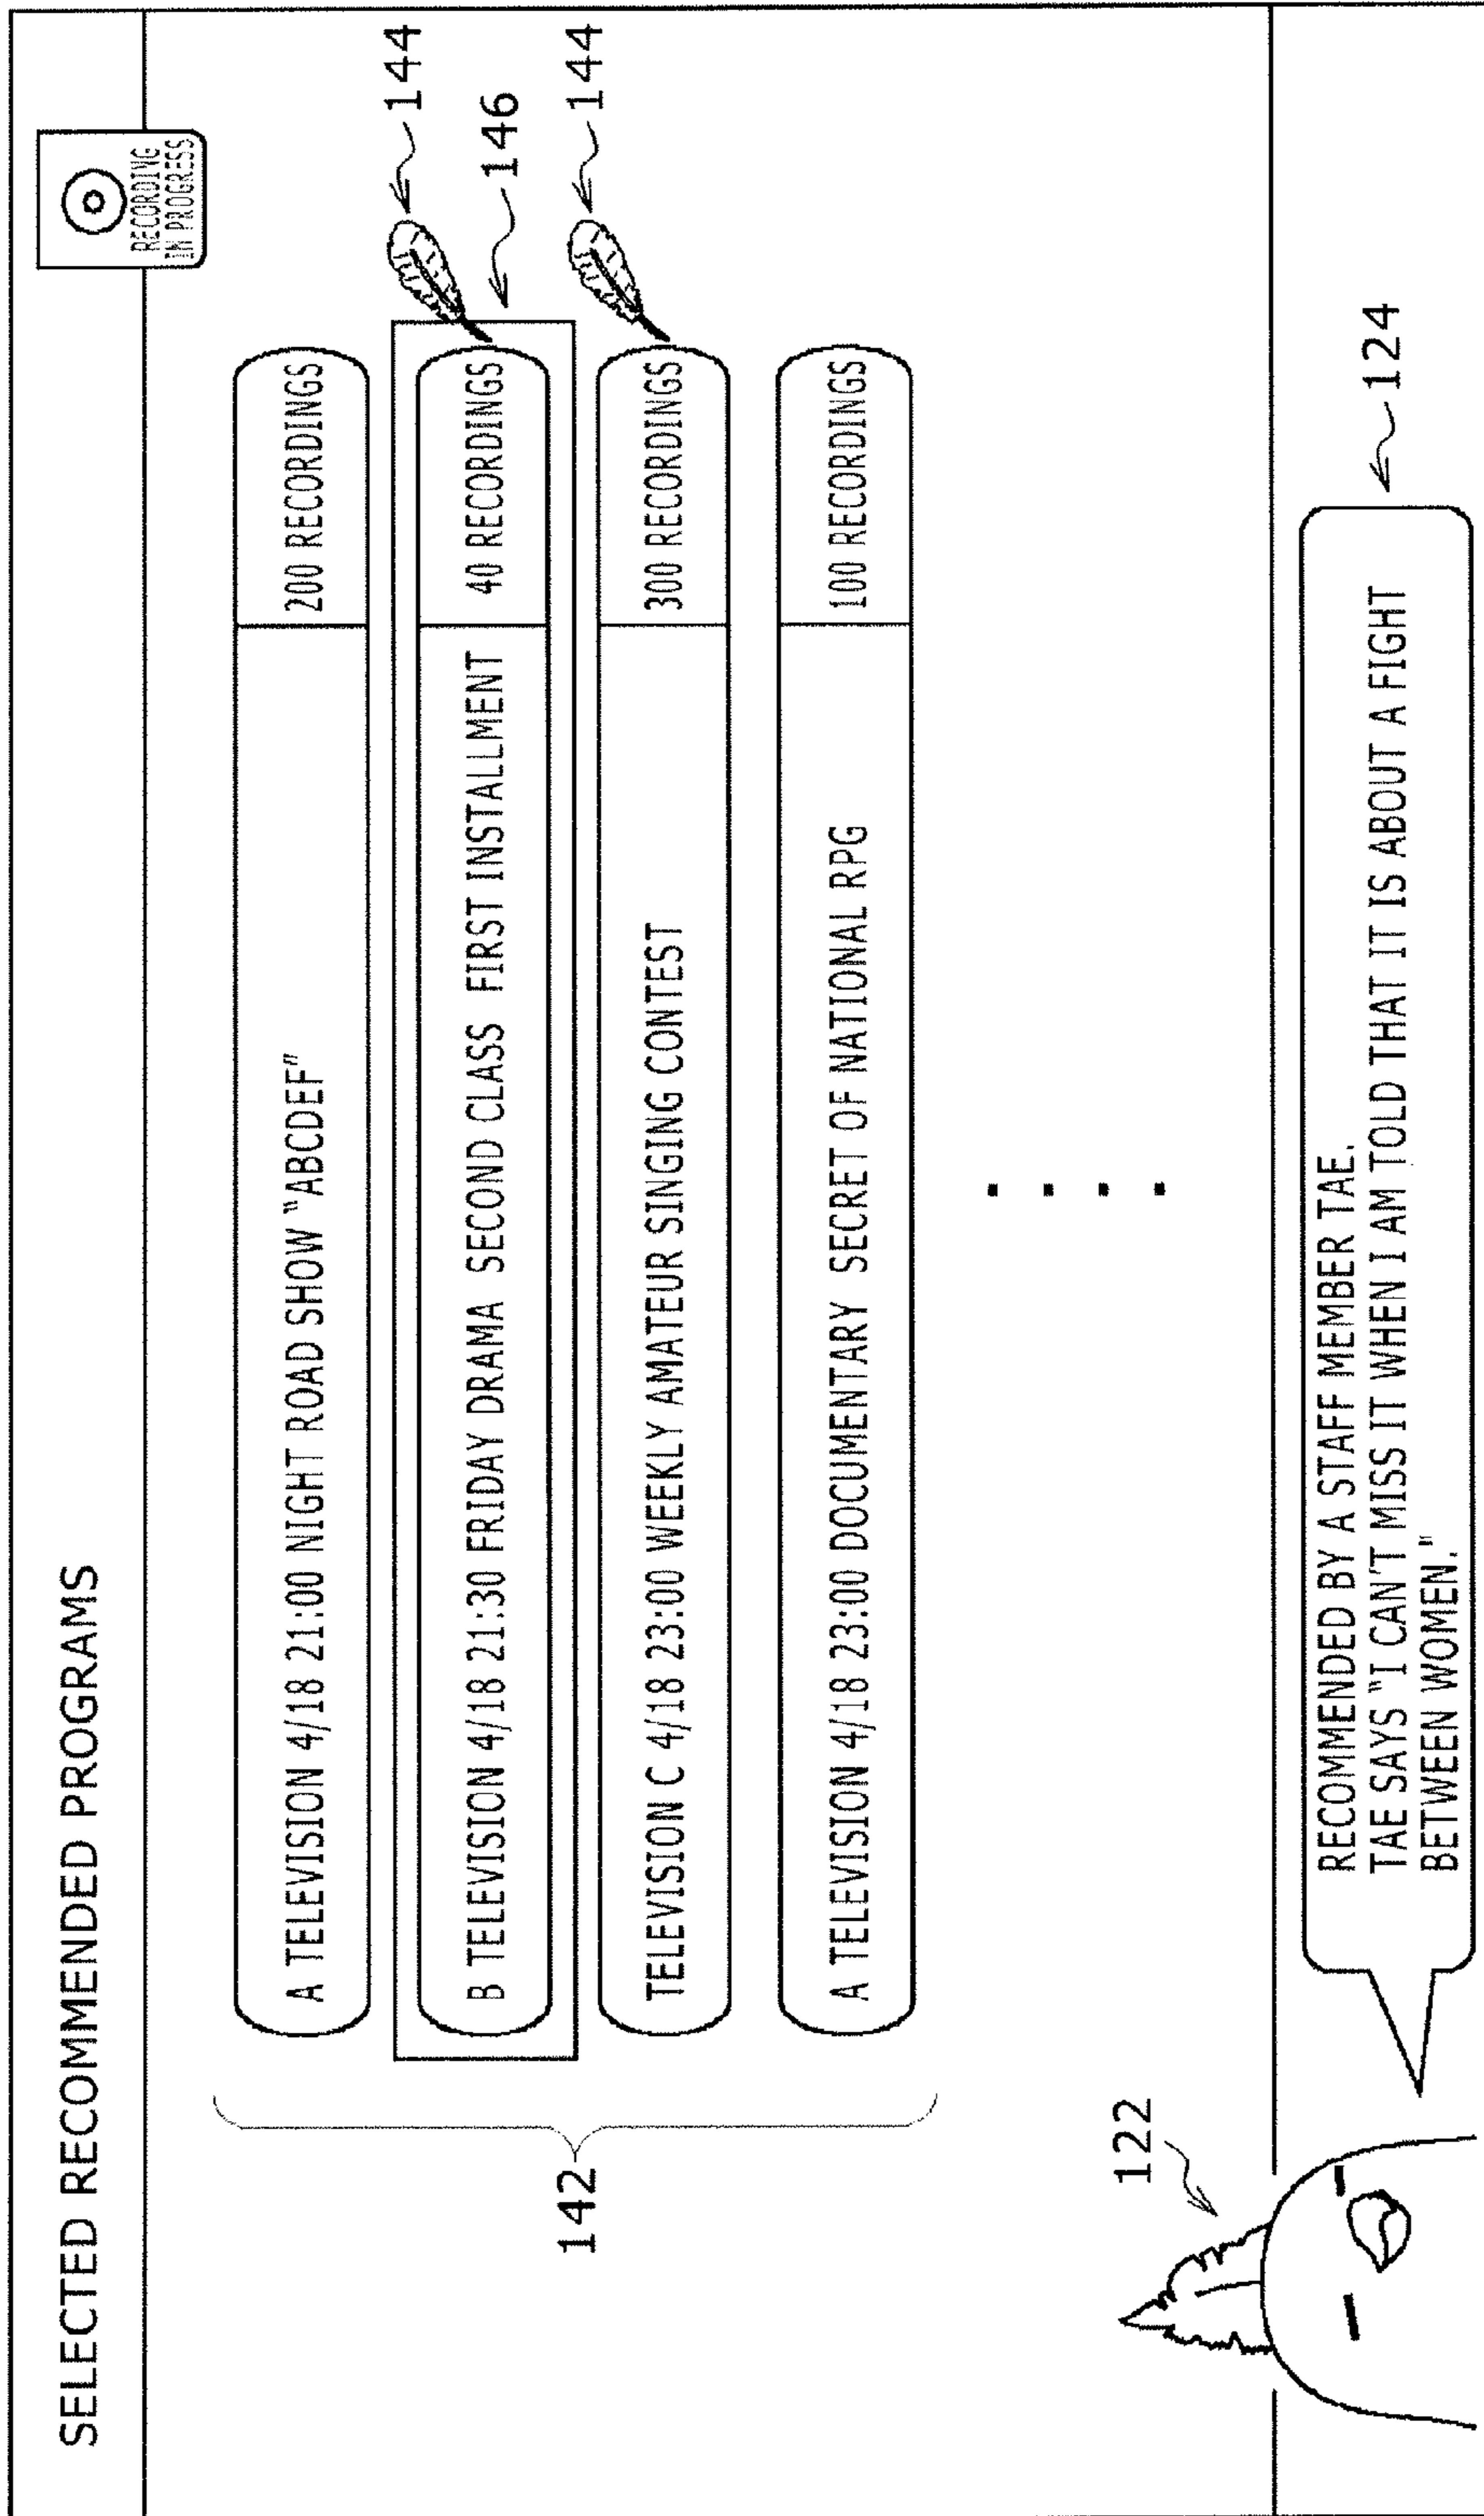 SELECTED RECOMMENDED PROGRAMS
RECORDING
IN PROGRESS
A TELEVISION 4/18 21:00 NIGHT ROAD SHOW "ABCDEF"
200 RECORDINGS
144
B TELEVISION 4/18 21:30 FRIDAY DRAMA SECOND CLASS FIRST INSTALLMENT
40 RECORDINGS
146
142
TELEVISION C 4/18 23:00 WEEKLY AMATEUR SINGING CONTEST
300 RECORDINGS
144
A TELEVISION 4/18 23:00 DOCUMENTARY SECRET OF NATIONAL RPG
100 RECORDINGS
122
124
RECOMMENDED BY A STAFF MEMBER TAE.
TAE SAYS "I CAN'T MISS IT WHEN I AM TOLD THAT IT IS ABOUT A FIGHT
BETWEEN WOMEN."